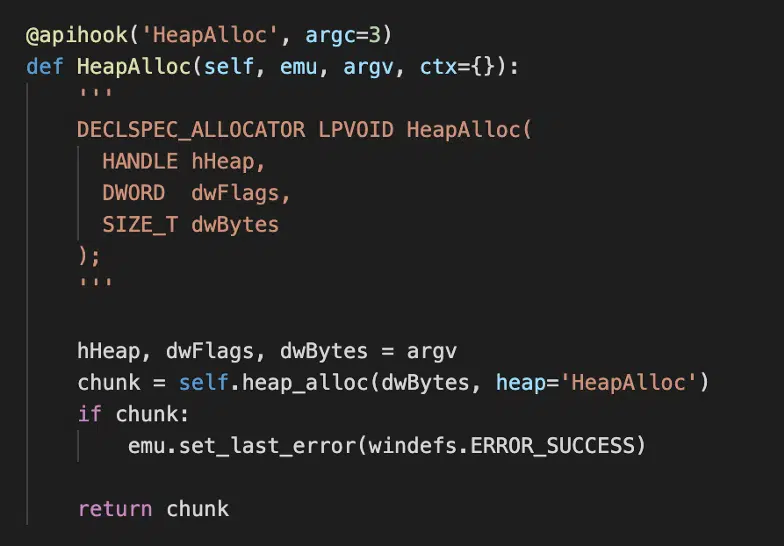 @apihook('HeapAlloc', argc=3)
def HeapAlloc(self, emu, argv, ctx={}):
    '''
    DECLSPEC_ALLOCATOR LPVOID HeapAlloc(
      HANDLE hHeap,
      DWORD  dwFlags,
      SIZE_T dwBytes
    );
    '''

    hHeap, dwFlags, dwBytes = argv
    chunk = self.heap_alloc(dwBytes, heap='HeapAlloc')
    if chunk:
        emu.set_last_error(windefs.ERROR_SUCCESS)

    return chunk